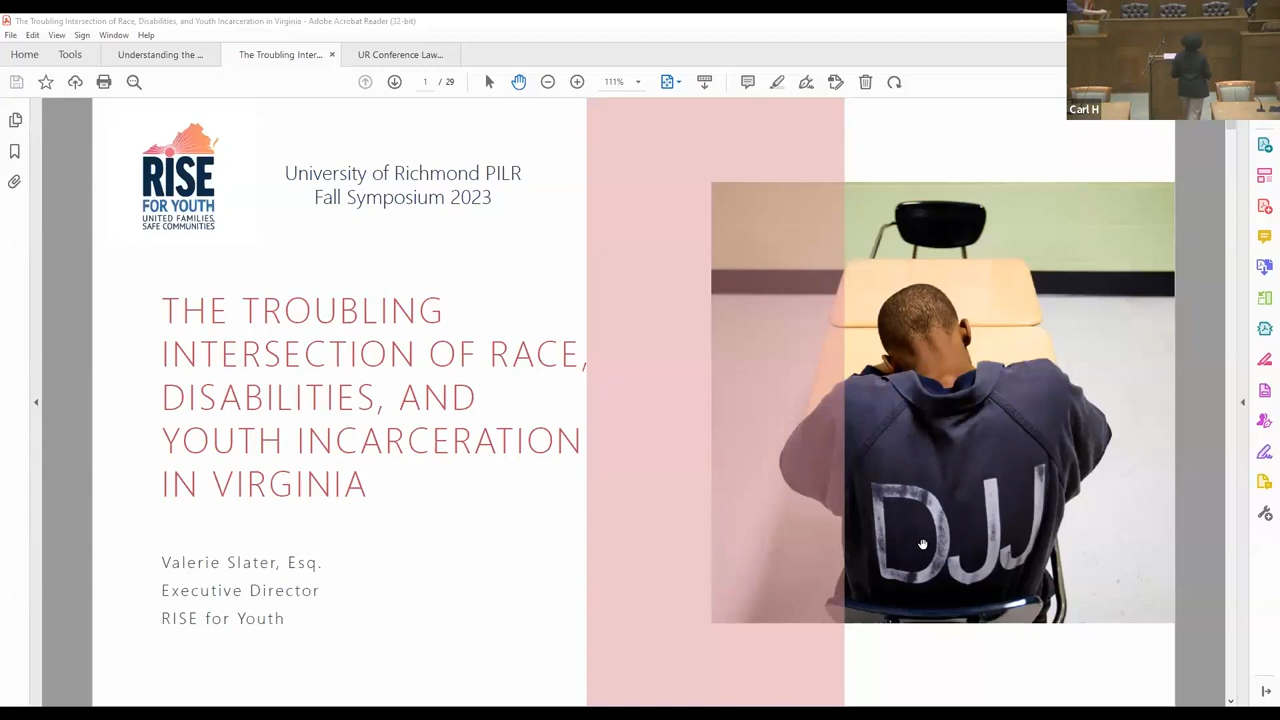 The Troubling Intersection of Race, Disabilities, and Youth Incarceration in Virginia - Adobe Acrobat Reader (32-bit)
File Edit View Sign Window Help
Home Tools Understanding the ... The Troubling Inter... × UR Conference Law...
1 / 29 111%
Carl H
RISE
FOR YOUTH
UNITED FAMILIES,
SAFE COMMUNITIES
University of Richmond PILR
Fall Symposium 2023
THE TROUBLING
INTERSECTION OF RACE,
DISABILITIES, AND
YOUTH INCARCERATION
IN VIRGINIA
Valerie Slater, Esq.
Executive Director
RISE for Youth
DJJ